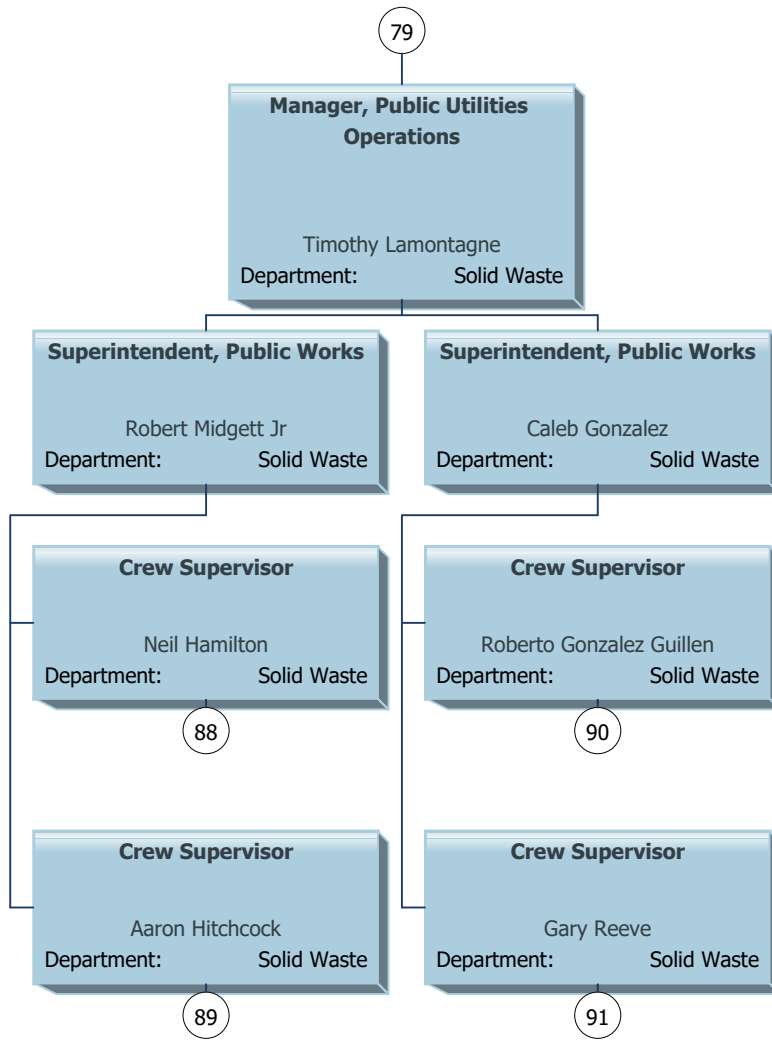 79
Manager, Public Utilities
Operations
Timothy Lamontagne
Department: Solid Waste
Superintendent, Public Works
Robert Midgett Jr
Department: Solid Waste
Superintendent, Public Works
Caleb Gonzalez
Department: Solid Waste
Crew Supervisor
Neil Hamilton
Department: Solid Waste
88
Crew Supervisor
Roberto Gonzalez Guillen
Department: Solid Waste
90
Crew Supervisor
Aaron Hitchcock
Department: Solid Waste
89
Crew Supervisor
Gary Reeve
Department: Solid Waste
91